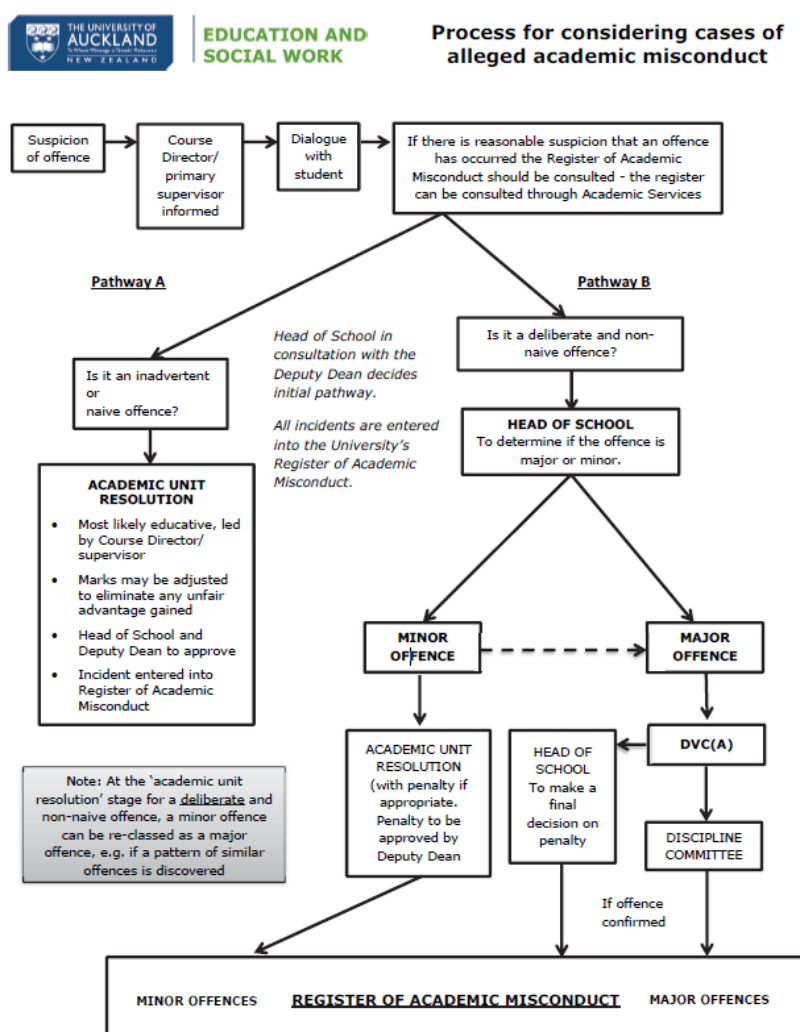 THE UNIVERSITY OF
AUCKLAND
NEW ZEALAND
EDUCATION AND
SOCIAL WORK
Process for considering cases of
alleged academic misconduct
Suspicion
of offence
Course
Director/
primary
supervisor
informed
Dialogue
with
student
If there is reasonable suspicion that an offence
has occurred the Register of Academic
Misconduct should be consulted - the register
can be consulted through Academic Services
Pathway A
Pathway B
Is it an inadvertent
or
naive offence?
Head of School in
consultation with the
Deputy Dean decides
initial pathway.
All incidents are entered
into the University's
Register of Academic
Misconduct.
Is it a deliberate and non-
naive offence?
HEAD OF SCHOOL
To determine if the offence is
major or minor.
ACADEMIC UNIT
RESOLUTION
• Most likely educative, led
by Course Director/
supervisor
• Marks may be adjusted
to eliminate any unfair
advantage gained
• Head of School and
Deputy Dean to approve
• Incident entered into
Register of Academic
Misconduct
MINOR
OFFENCE
MAJOR
OFFENCE
ACADEMIC UNIT
RESOLUTION
(with penalty if
appropriate.
Penalty to be
approved by
Deputy Dean
HEAD OF
SCHOOL
To make a
final
decision on
penalty
DVC(A)
DISCIPLINE
COMMITTEE
Note: At the ‘academic unit
resolution’ stage for a deliberate and
non-naive offence, a minor offence
can be re-classed as a major
offence, e.g. if a pattern of similar
offences is discovered
If offence
confirmed
MINOR OFFENCES
REGISTER OF ACADEMIC MISCONDUCT
MAJOR OFFENCES